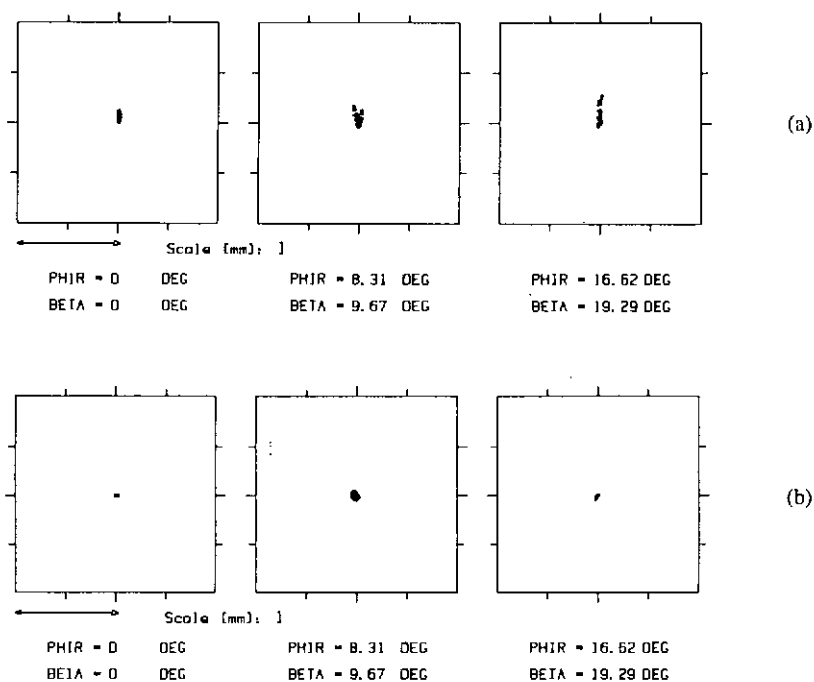 (a)
Scale [mm]: ]
PHIR = 0 DEG PHIR = 8.31 DEG PHIR = 16.62 DEG
BETA = 0 DEG BETA = 9.67 DEG BETA = 19.29 DEG
(b)
Scale [mm]: ]
PHIR = 0 DEG PHIR = 8.31 DEG PHIR = 16.62 DEG
BETA = 0 DEG BETA = 9.67 DEG BETA = 19.29 DEG